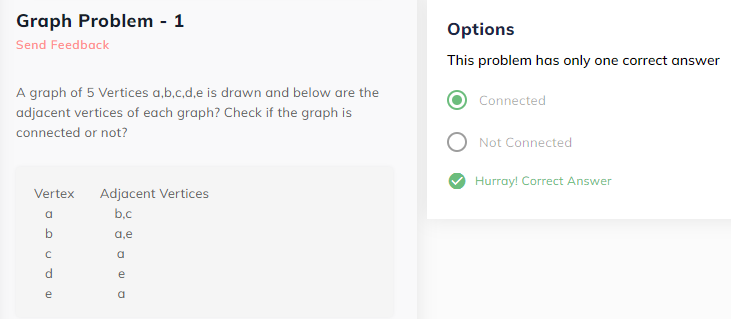 Graph Problem - 1
Send Feedback
A graph of 5 Vertices a,b,c,d,e is drawn and below are the
adjacent vertices of each graph? Check if the graph is
connected or not?
Vertex Adjacent Vertices
a b,c
b a,e
c a
d e
e a
Options
This problem has only one correct answer
Connected
Not Connected
Hurray! Correct Answer